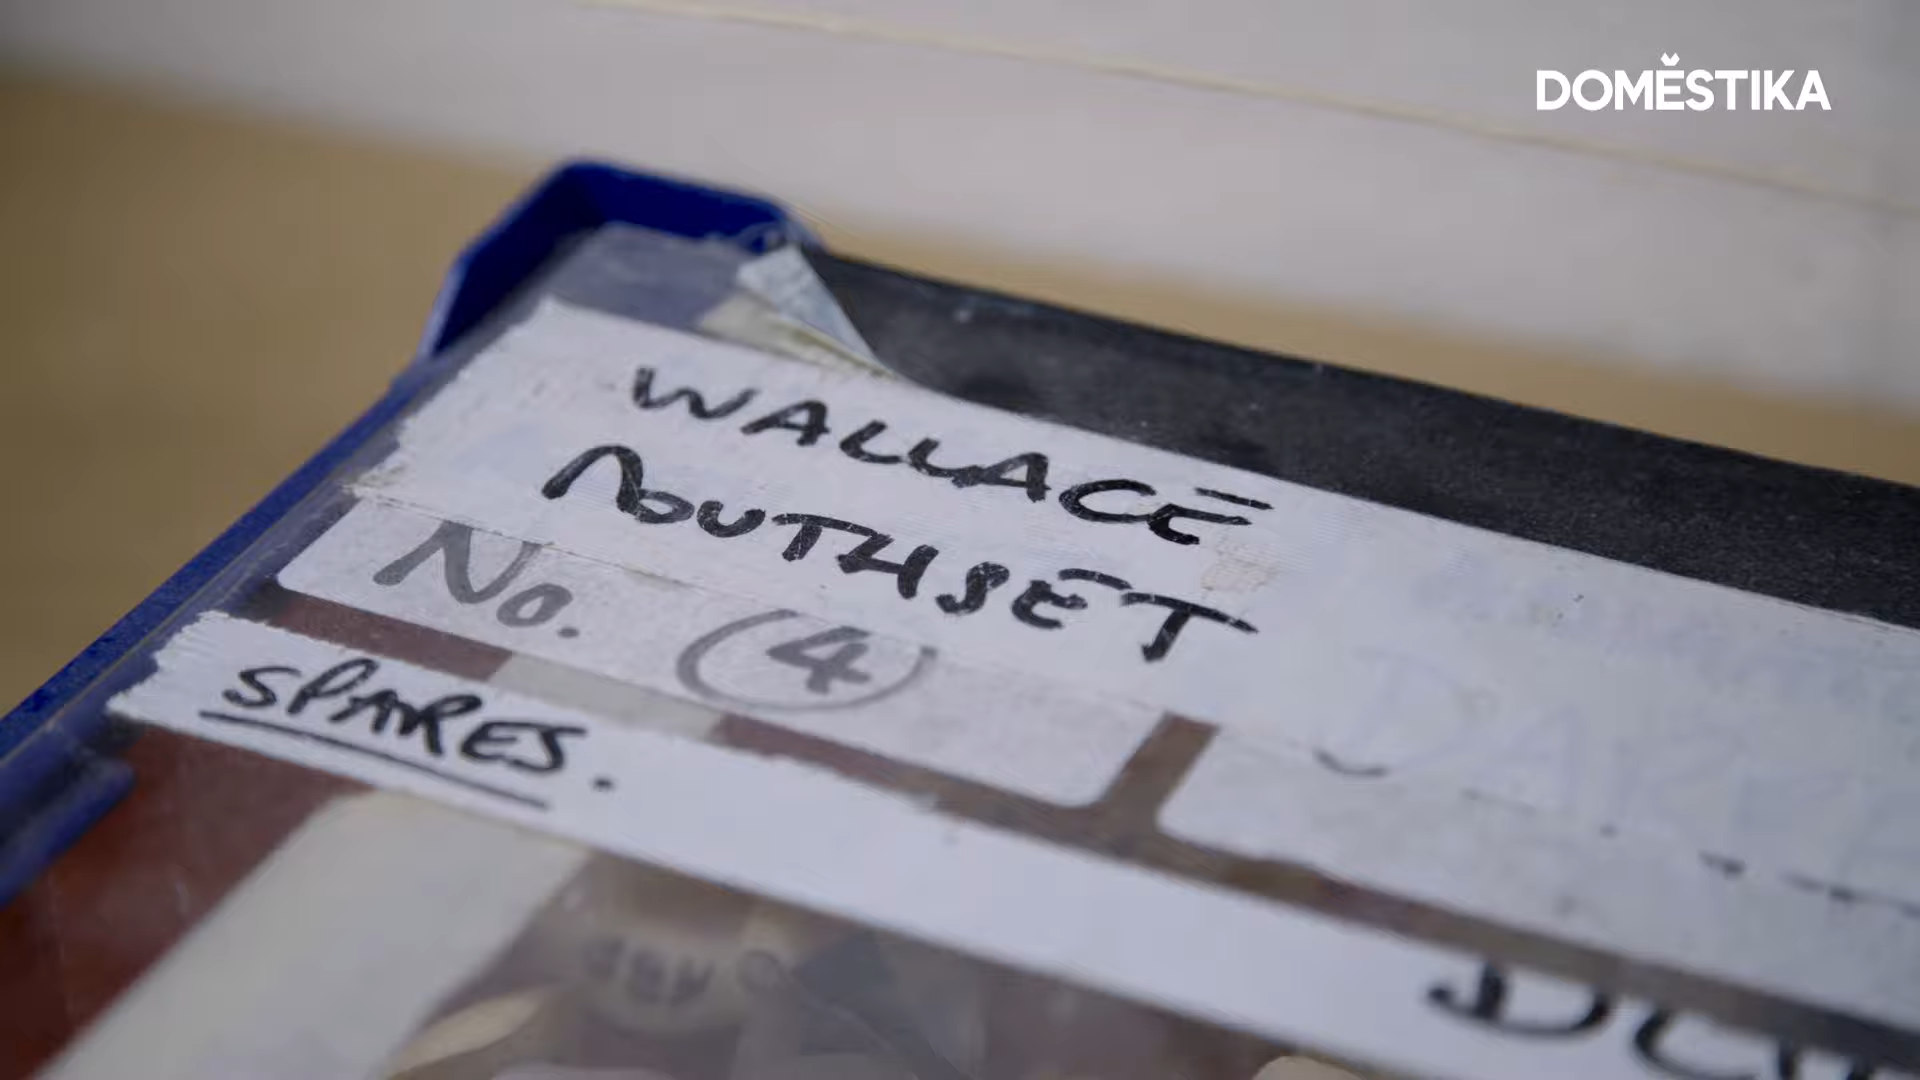 DOMESTIKA
WALLACE
MOUTHSET
No. (4)
SPARES.